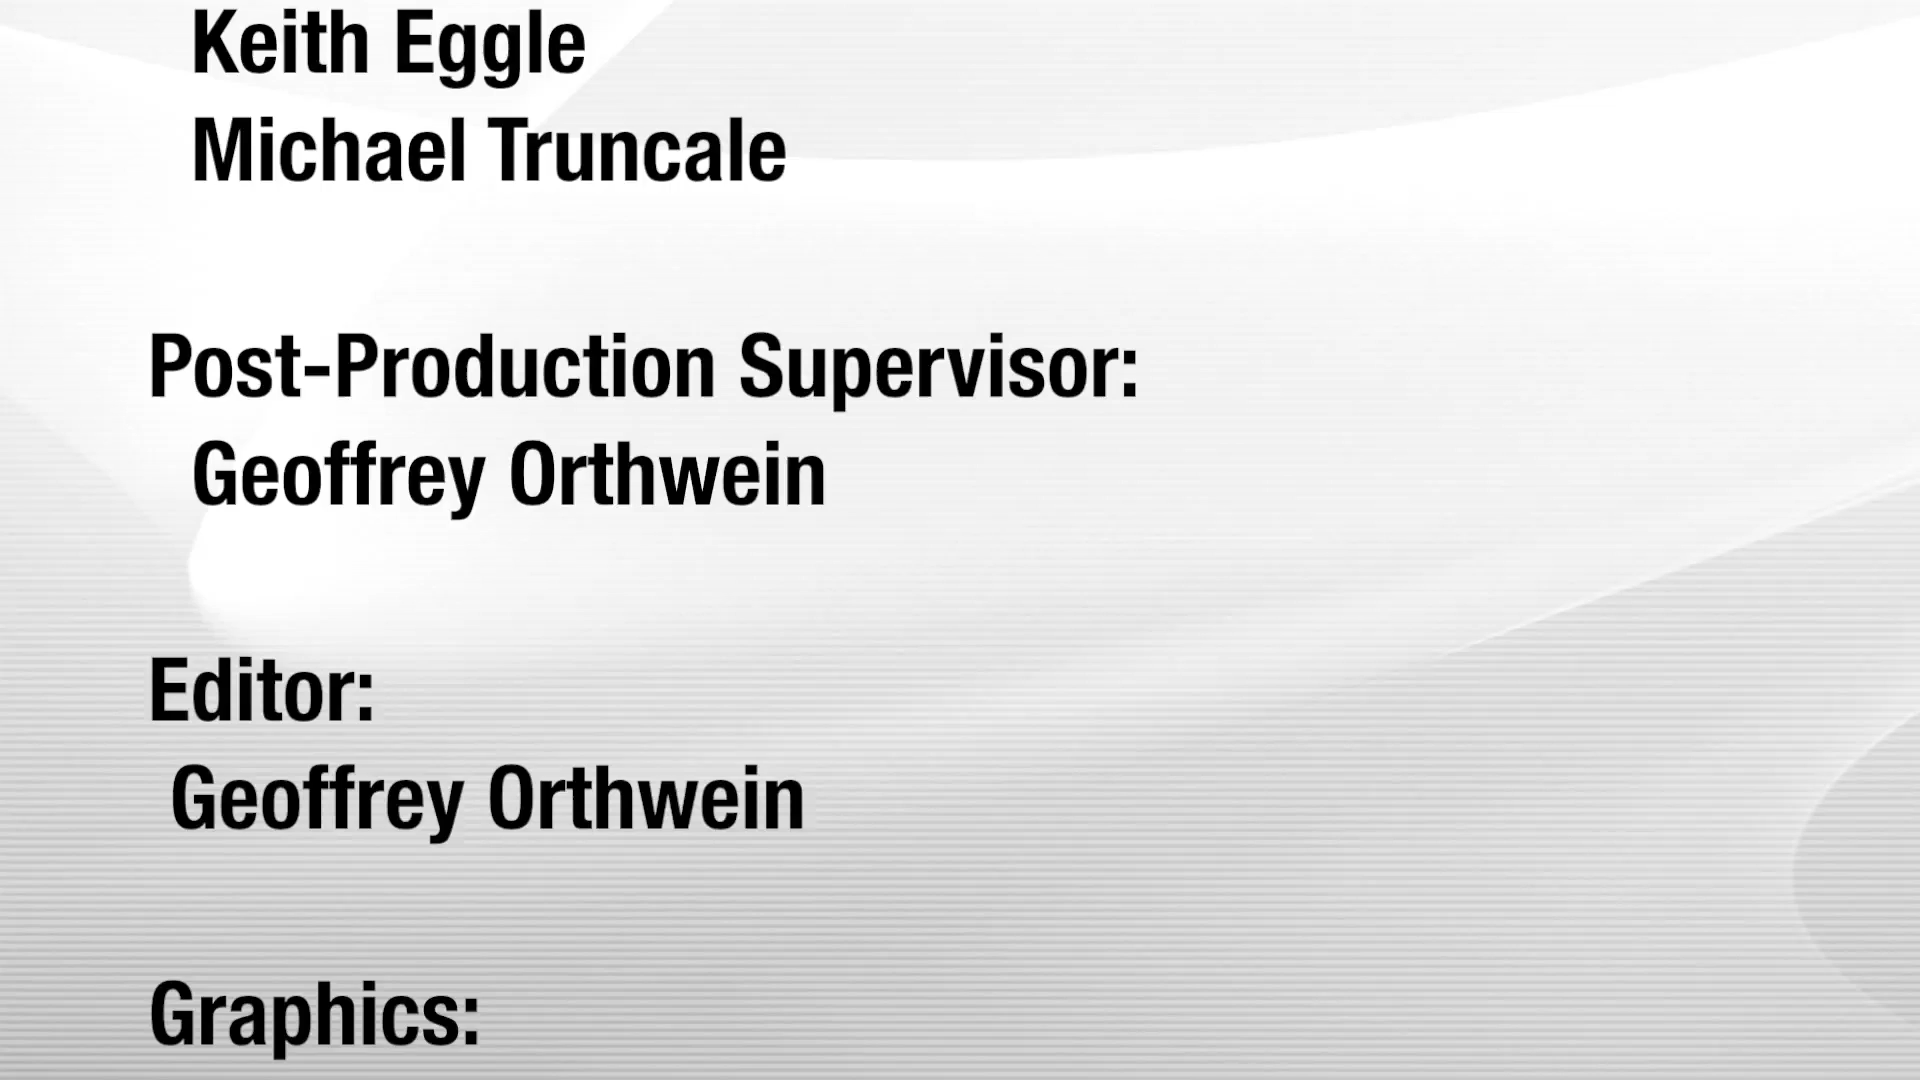 Keith Eggle
Michael Truncale
Post-Production Supervisor:
Geoffrey Orthwein
Editor:
Geoffrey Orthwein
Graphics: